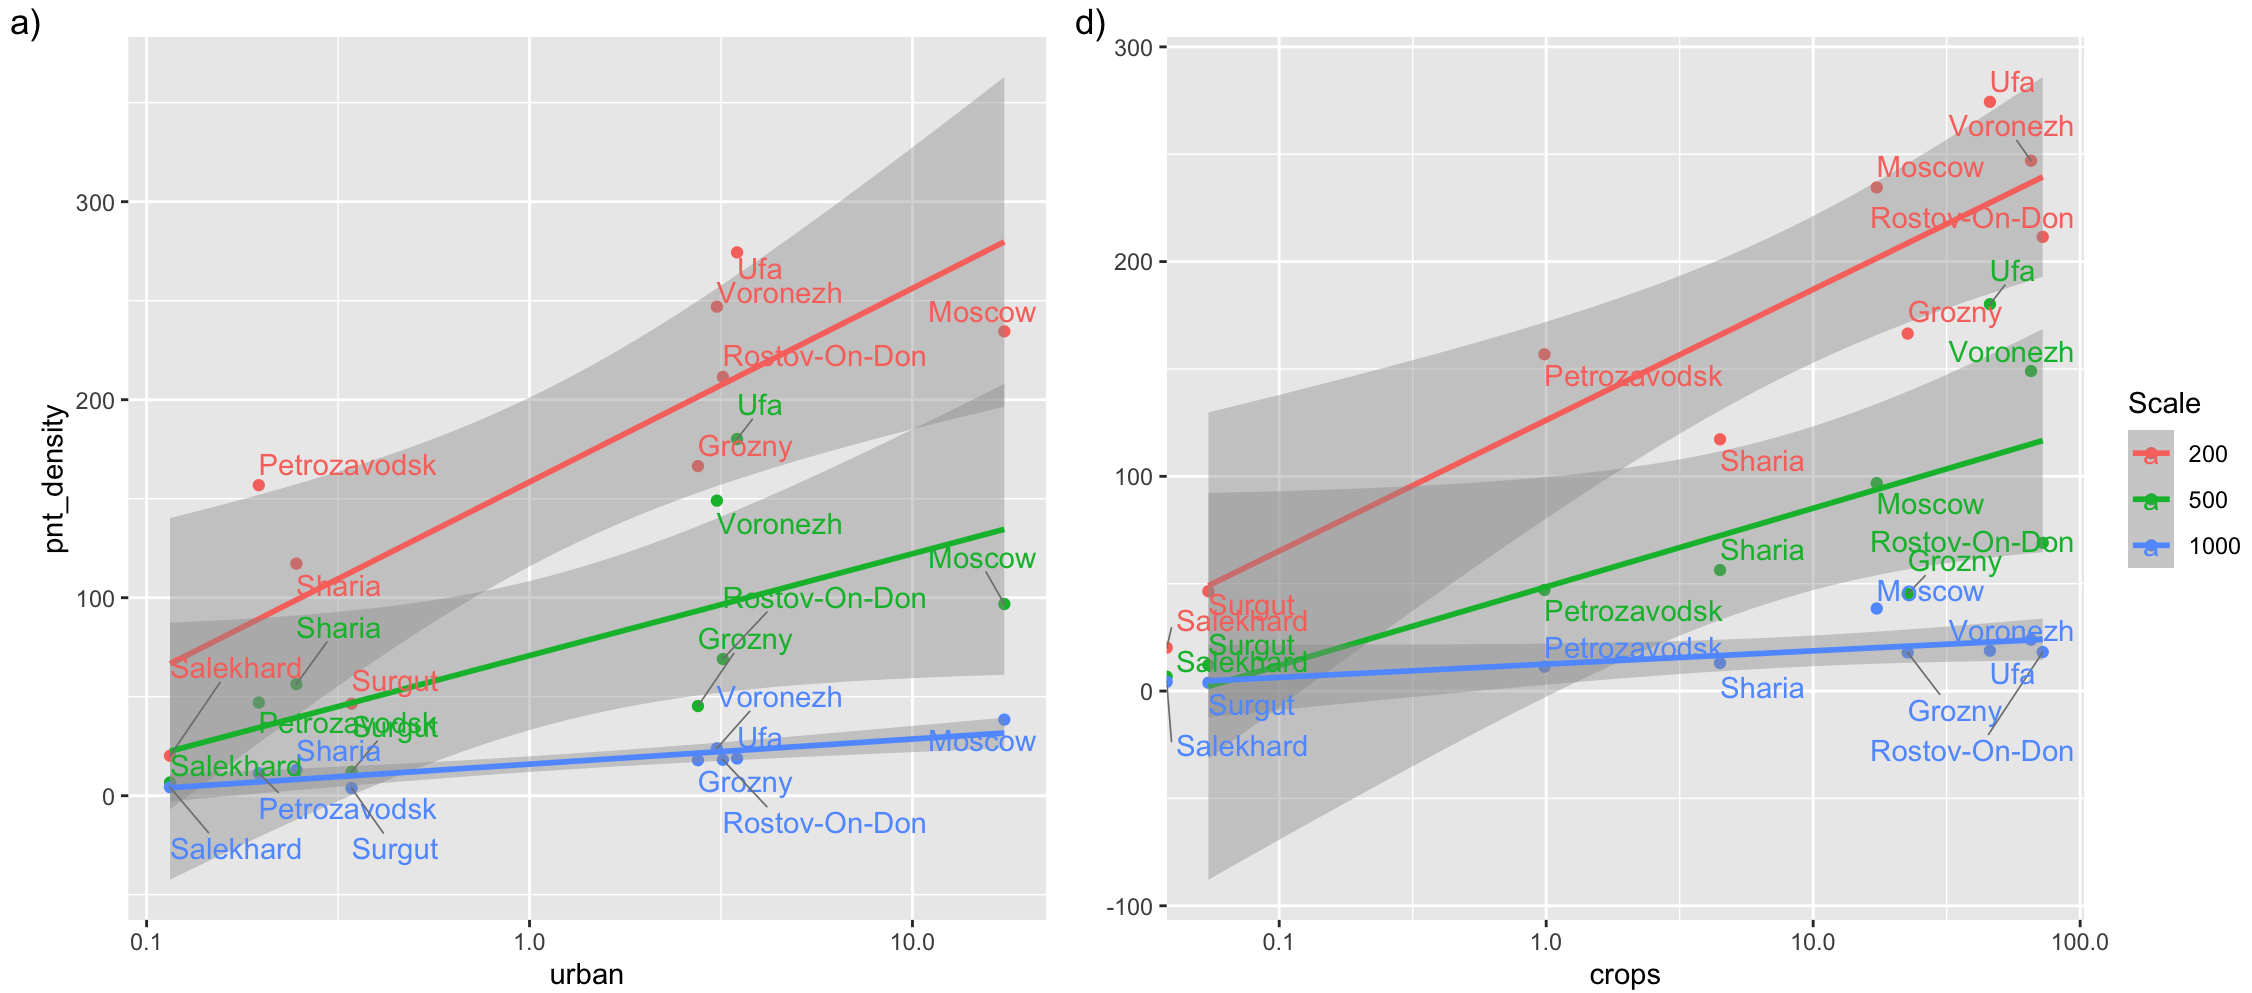 a)
pnt_density
300
200
100
0
Ufa
Voronezh
Moscow
Rostov-On-Don
Ufa
Grozny
Petrozavodsk
Voronezh
Moscow
Sharia
Rostov-On-Don
Sharia
Grozny
Salekhard
Surgut
Voronezh
Petrozavodsk
Surgut
Ufa
Moscow
Sharia
Salekhard
Grozny
Petrozavodsk
Rostov-On-Don
Salekhard
Surgut
0.1
1.0
10.0
urban
d)
300
200
100
0
-100
Ufa
Voronezh
Moscow
Rostov-On-Don
Ufa
Grozny
Voronezh
Petrozavodsk
Sharia
Moscow
Rostov-On-Don
Sharia
Grozny
Moscow
Surgut
Petrozavodsk
Salekhard
Voronezh
Surgut
Petrozavodsk
Salekhard
Ufa
Sharia
Surgut
Grozny
Salekhard
Rostov-On-Don
0.1
1.0
10.0
100.0
crops
Scale
a 200
a 500
a 1000